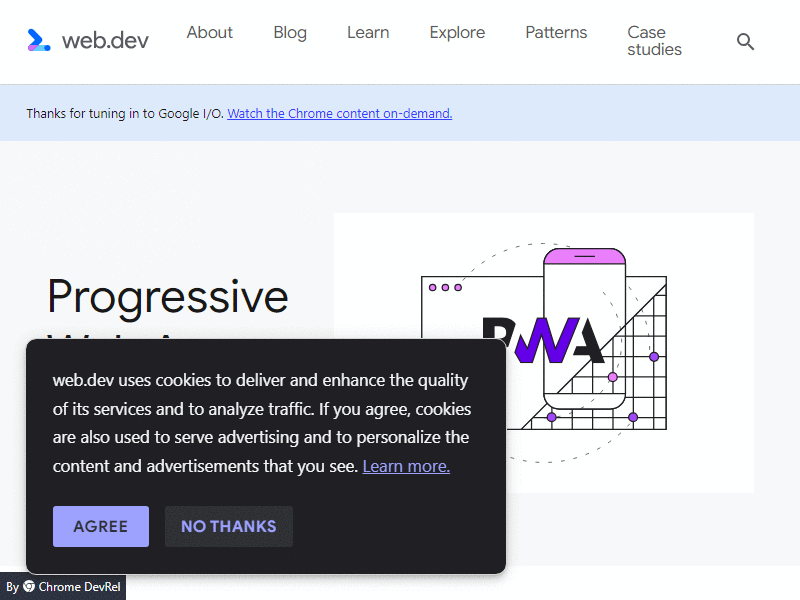 web.dev
About
Blog
Learn
Explore
Patterns
Case
studies
Thanks for tuning in to Google I/O. Watch the Chrome content on-demand.
Progressive
PWA
web.dev uses cookies to deliver and enhance the quality
of its services and to analyze traffic. If you agree, cookies
are also used to serve advertising and to personalize the
content and advertisements that you see. Learn more.
AGREE
NO THANKS
By Chrome DevRel